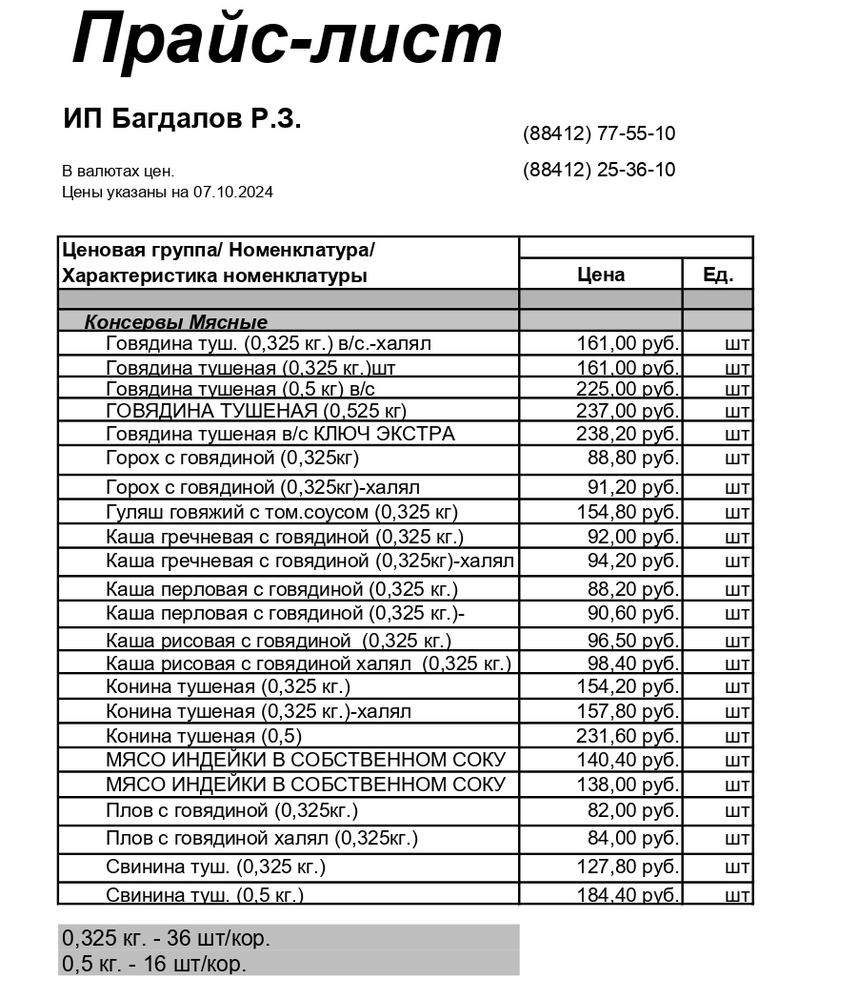 Прайс-лист
ИП Багдалов Р.З.
(88412) 77-55-10
В валютах цен.
(88412) 25-36-10
Цены указаны на 07.10.2024
Ценовая группа/ Номенклатура/
Характеристика номенклатуры Цена Ед.
Консервы Мясные
Говядина туш. (0,325 кг.) в/с.-халял 161,00 руб. шт
Говядина тушеная (0,325 кг.)шт 161,00 руб. шт
Говядина тушеная (0,5 кг) в/с 225,00 руб. шт
ГОВЯДИНА ТУШЕНАЯ (0,525 кг) 237,00 руб. шт
Говядина тушеная в/с КЛЮЧ ЭКСТРА 238,20 руб. шт
Горох с говядиной (0,325кг) 88,80 руб. шт
Горох с говядиной (0,325кг)-халял 91,20 руб. шт
Гуляш говяжий с том.соусом (0,325 кг) 154,80 руб. шт
Каша гречневая с говядиной (0,325 кг.) 92,00 руб. шт
Каша гречневая с говядиной (0,325кг)-халял 94,20 руб. шт
Каша перловая с говядиной (0,325 кг.) 88,20 руб. шт
Каша перловая с говядиной (0,325 кг.)- 90,60 руб. шт
Каша рисовая с говядиной  (0,325 кг.) 96,50 руб. шт
Каша рисовая с говядиной халял  (0,325 кг.) 98,40 руб. шт
Конина тушеная (0,325 кг.) 154,20 руб. шт
Конина тушеная (0,325 кг.)-халял 157,80 руб. шт
Конина тушеная (0,5) 231,60 руб. шт
МЯСО ИНДЕЙКИ В СОБСТВЕННОМ СОКУ 140,40 руб. шт
МЯСО ИНДЕЙКИ В СОБСТВЕННОМ СОКУ 138,00 руб. шт
Плов с говядиной (0,325кг.) 82,00 руб. шт
Плов с говядиной халял (0,325кг.) 84,00 руб. шт
Свинина туш. (0,325 кг.) 127,80 руб. шт
Свинина туш. (0,5 кг.) 184,40 руб. шт
0,325 кг. - 36 шт/кор.
0,5 кг. - 16 шт/кор.